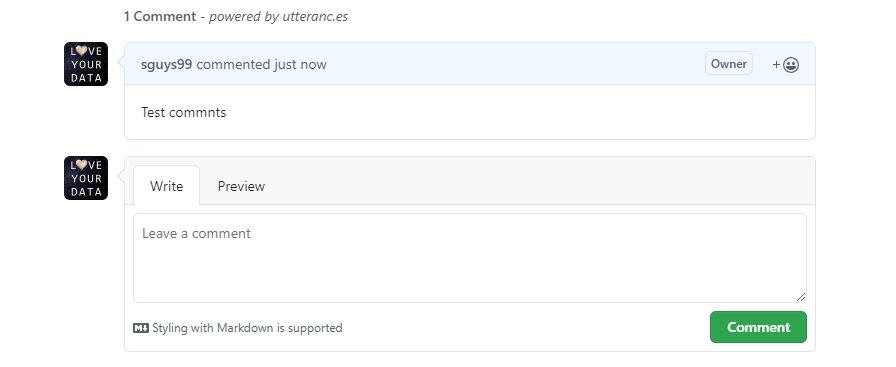 1 Comment - powered by utteranc.es
L VE
YOUR
DATA
sguys99 commented just now
Owner
+
Test commnts
L VE
YOUR
DATA
Write
Preview
Leave a comment
M Styling with Markdown is supported
Comment